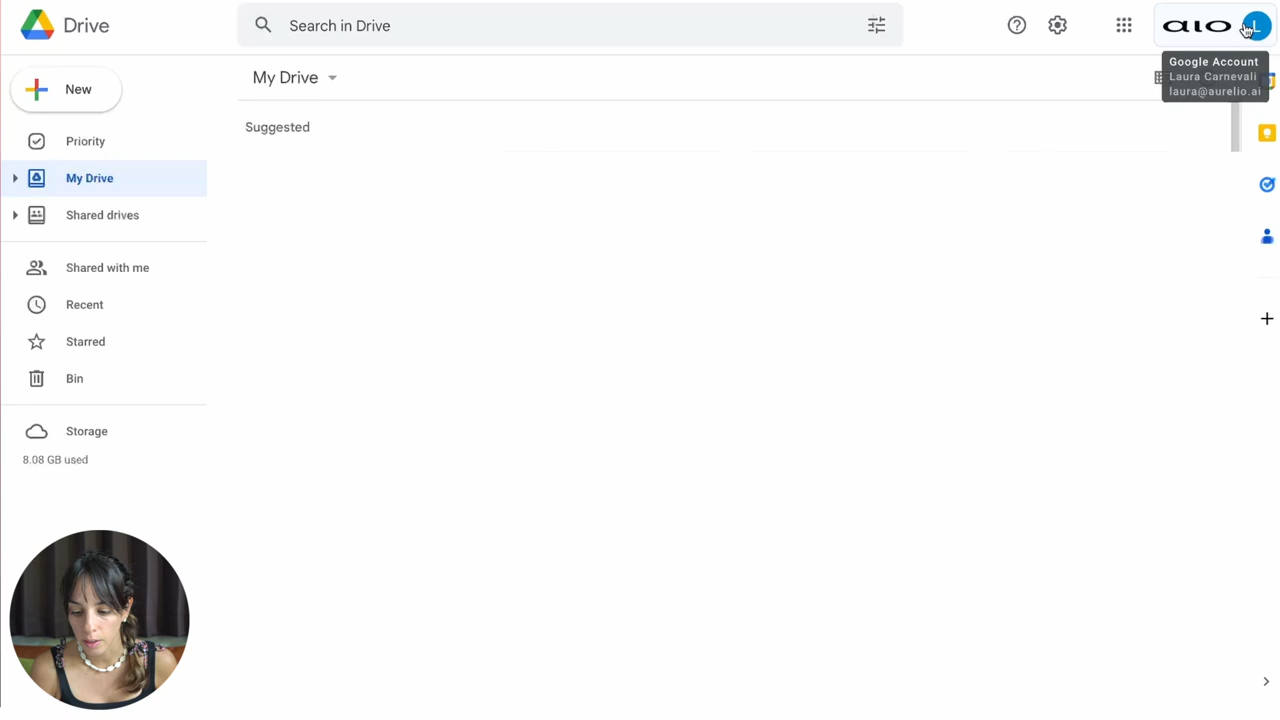 Drive
Search in Drive
aio
L
Google Account
Laura Carnevali
laura@aurelio.ai
New
My Drive
Suggested
Priority
My Drive
Shared drives
Shared with me
Recent
Starred
Bin
Storage
8.08 GB used